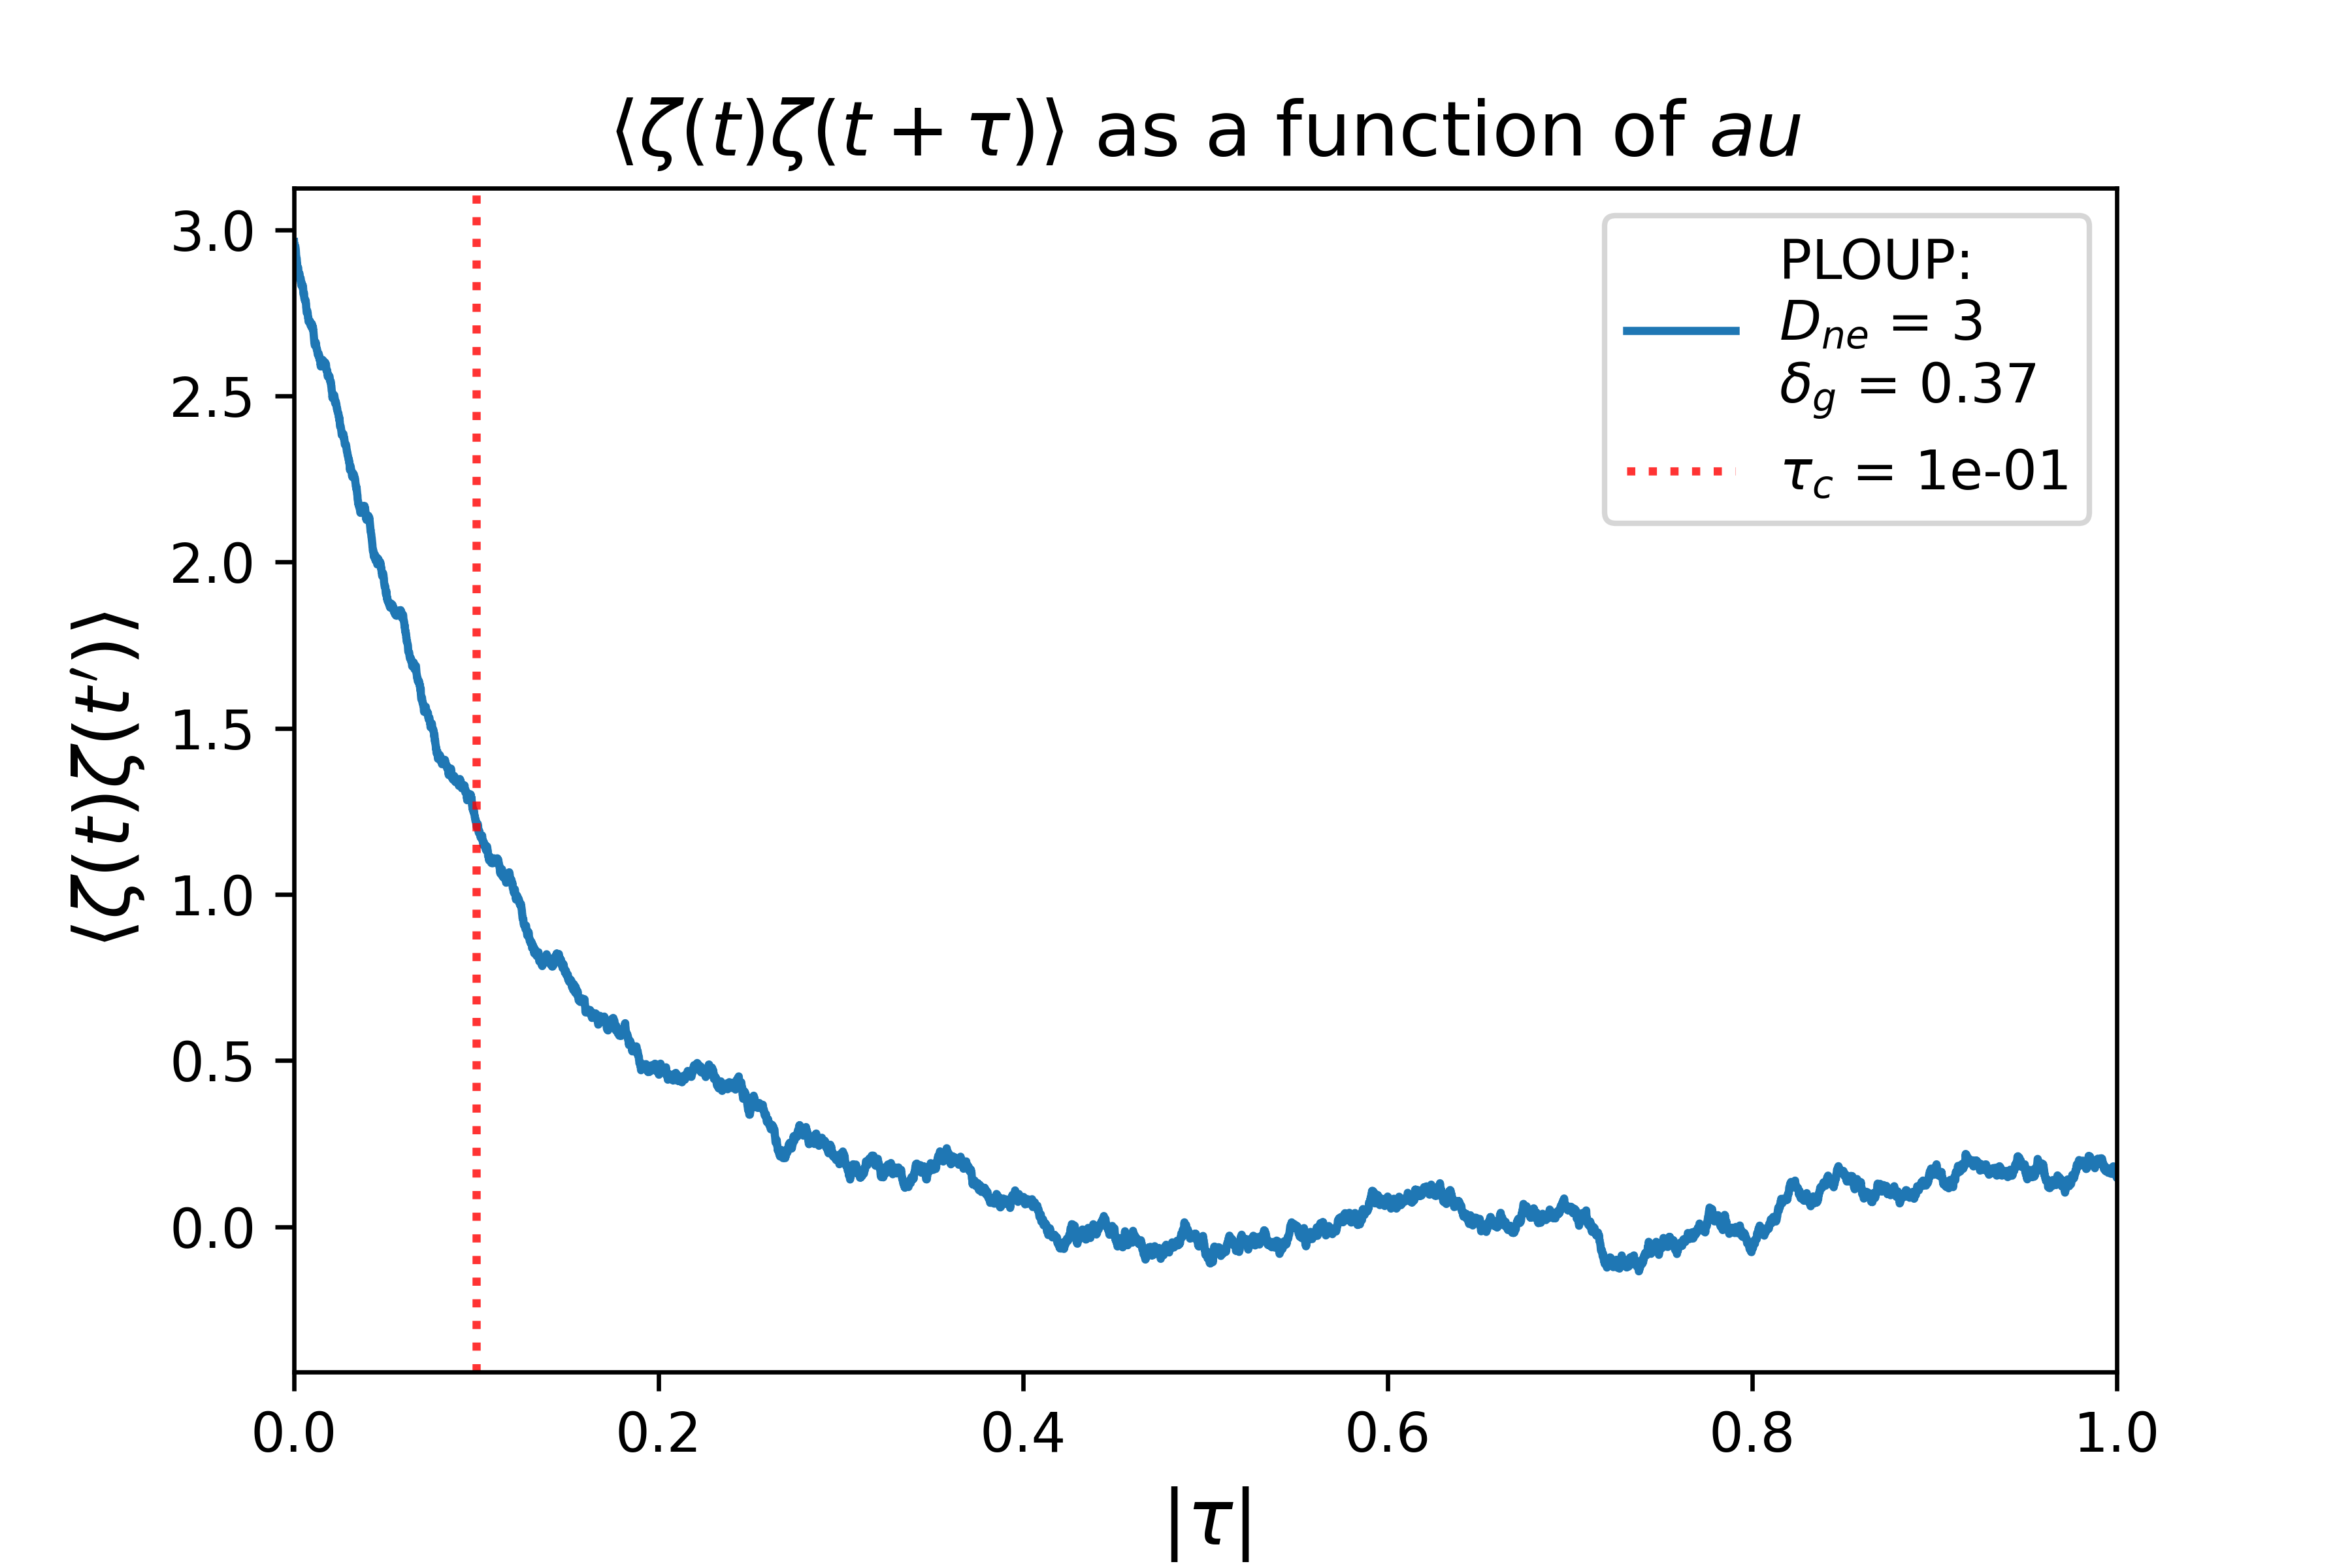 ⟨ζ(t)ζ(t + τ)⟩ as a function of au
⟨ζ(t)ζ(t′)⟩
3.0
2.5
2.0
1.5
1.0
0.5
0.0
PLOUP:
D_ne = 3
δ_g = 0.37
τ_c = 1e-01
0.0 0.2 0.4 0.6 0.8 1.0
|τ|